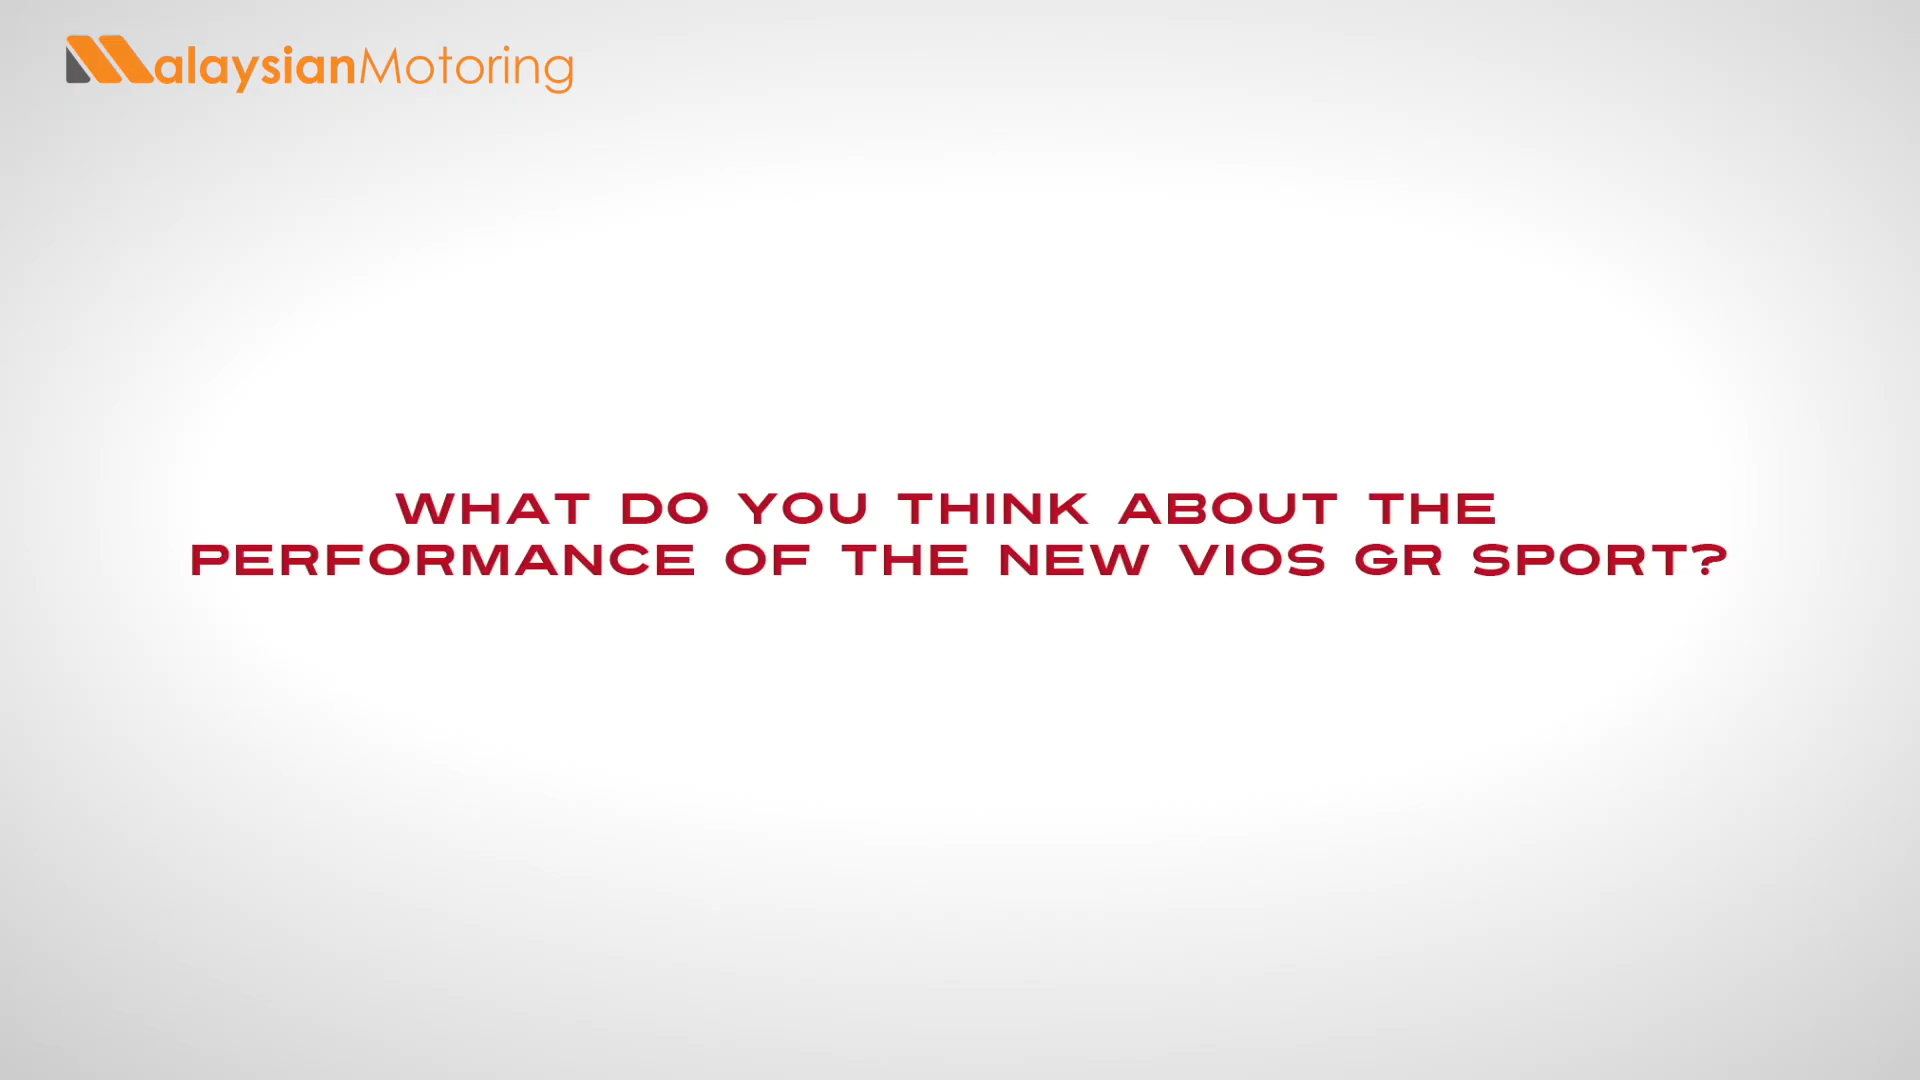 MalaysianMotoring
WHAT DO YOU THINK ABOUT THE
PERFORMANCE OF THE NEW VIOS GR SPORT?